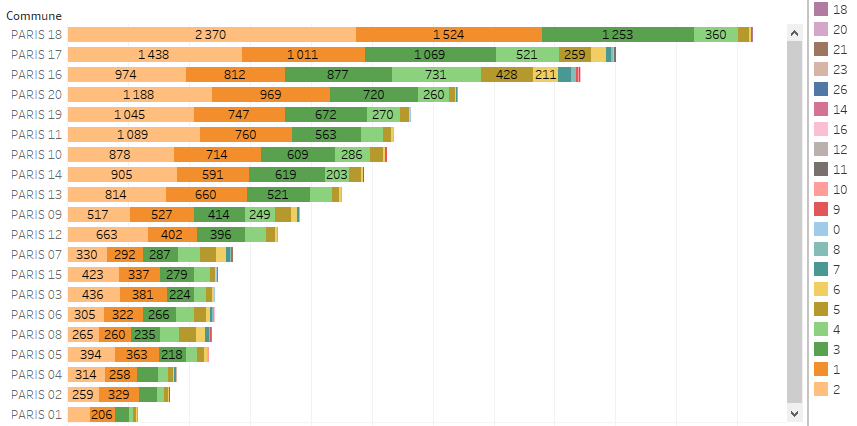 Commune
PARIS 18 2 370 1 524 1 253 360
PARIS 17 1 438 1 011 1 069 521 259
PARIS 16 974 812 877 731 428 211
PARIS 20 1 188 969 720 260
PARIS 19 1 045 747 672 270
PARIS 11 1 089 760 563
PARIS 10 878 714 609 286
PARIS 14 905 591 619 203
PARIS 13 814 660 521
PARIS 09 517 527 414 249
PARIS 12 663 402 396
PARIS 07 330 292 287
PARIS 15 423 337 279
PARIS 03 436 381 224
PARIS 06 305 322 266
PARIS 08 265 260 235
PARIS 05 394 363 218
PARIS 04 314 258
PARIS 02 259 329
PARIS 01 206
18
20
21
23
26
14
16
12
11
10
9
0
8
7
6
5
4
3
1
2